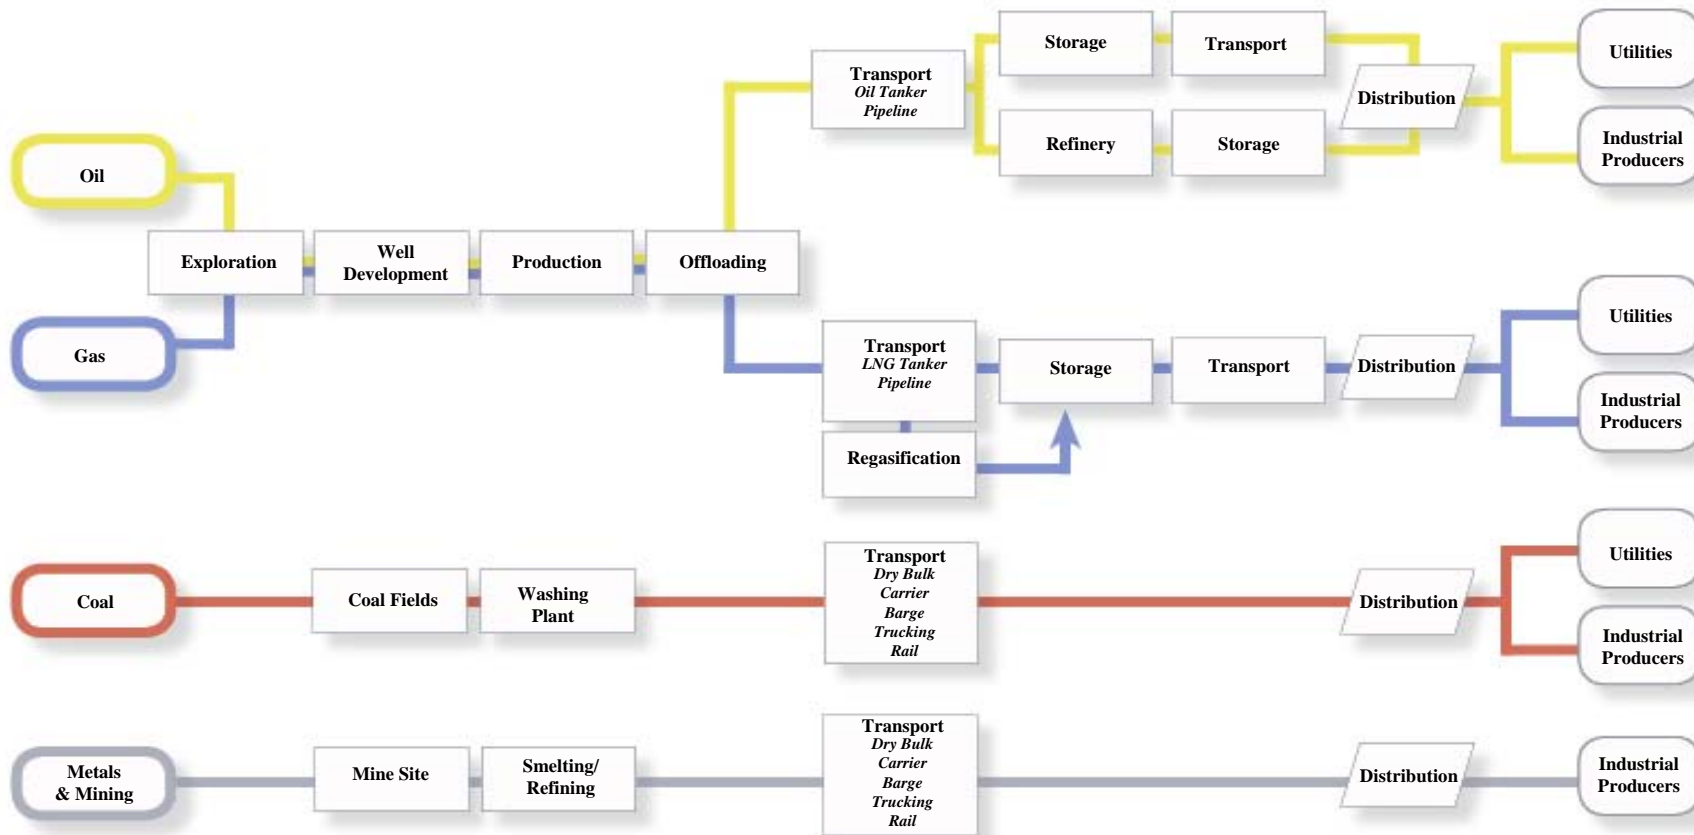 Oil
Exploration
Well
Development
Production
Offloading
Transport
Oil Tanker
Pipeline
Storage
Transport
Refinery
Storage
Distribution
Utilities
Industrial
Producers
Gas
Transport
LNG Tanker
Pipeline
Regasification
Storage
Transport
Distribution
Utilities
Industrial
Producers
Coal
Coal Fields
Washing
Plant
Transport
Dry Bulk
Carrier
Barge
Trucking
Rail
Distribution
Utilities
Industrial
Producers
Metals
& Mining
Mine Site
Smelting/
Refining
Transport
Dry Bulk
Carrier
Barge
Trucking
Rail
Distribution
Industrial
Producers